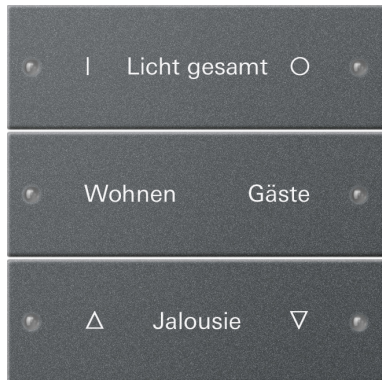 I Licht gesamt O
Wohnen Gäste
△ Jalousie ▽